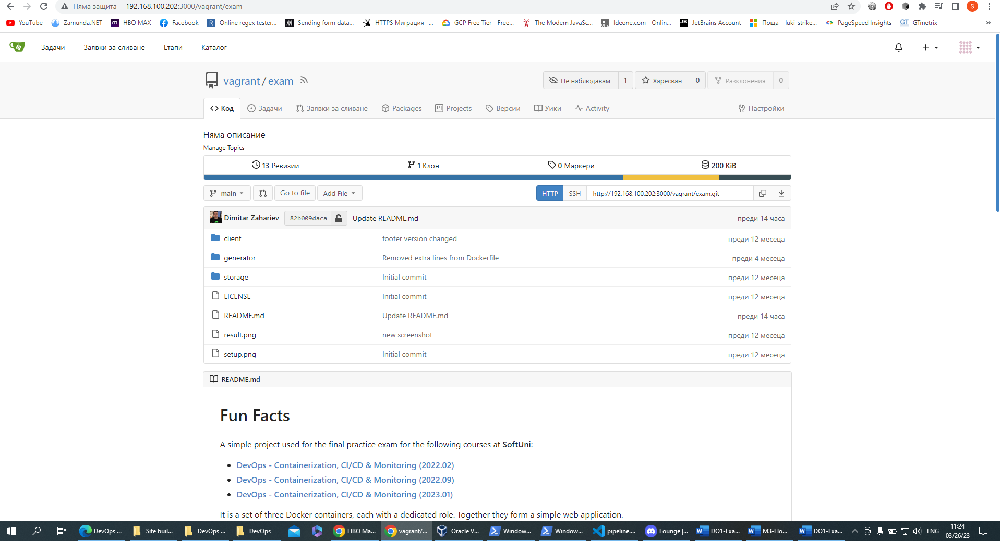 Няма защита 192.168.100.202:3000/vagrant/exam
YouTube Zamunda.NET HBO MAX Facebook Online regex tester... Sending form data... HTTPS Миграция –... GCP Free Tier - Free... The Modern JavaSc... Ideone.com - Onlin... JetBrains Account Поща – luki_strike... PageSpeed Insights GTmetrix »
Задачи Заявки за сливане Етапи Каталог
vagrant / exam Не наблюдавам 1 Харесван 0 Разклонения 0
Код Задачи Заявки за сливане Packages Projects Версии Уики Activity Настройки
Няма описание
Manage Topics
13 Ревизии 1 Клон 0 Маркери 200 KiB
main Go to file Add File HTTP SSH http://192.168.100.202:3000/vagrant/exam.git
Dimitar Zahariev 82b009daca Update README.md преди 14 часа
client footer version changed преди 12 месеца
generator Removed extra lines from Dockerfile преди 4 месеца
storage Initial commit преди 12 месеца
LICENSE Initial commit преди 12 месеца
README.md Update README.md преди 14 часа
result.png new screenshot преди 12 месеца
setup.png Initial commit преди 12 месеца
README.md
Fun Facts
A simple project used for the final practice exam for the following courses at SoftUni:
DevOps - Containerization, CI/CD & Monitoring (2022.02)
DevOps - Containerization, CI/CD & Monitoring (2022.09)
DevOps - Containerization, CI/CD & Monitoring (2023.01)
It is a set of three Docker containers, each with a dedicated role. Together they form a simple web application.
DevOps ... Site buil... DevOps ... DevOps HBO Ma... vagrant/... Oracle V... Window... Window... pipeline.... Lounge |... DO1-Exa... M3-Ho... DO1-Exa... ENG 11:24
03/26/23